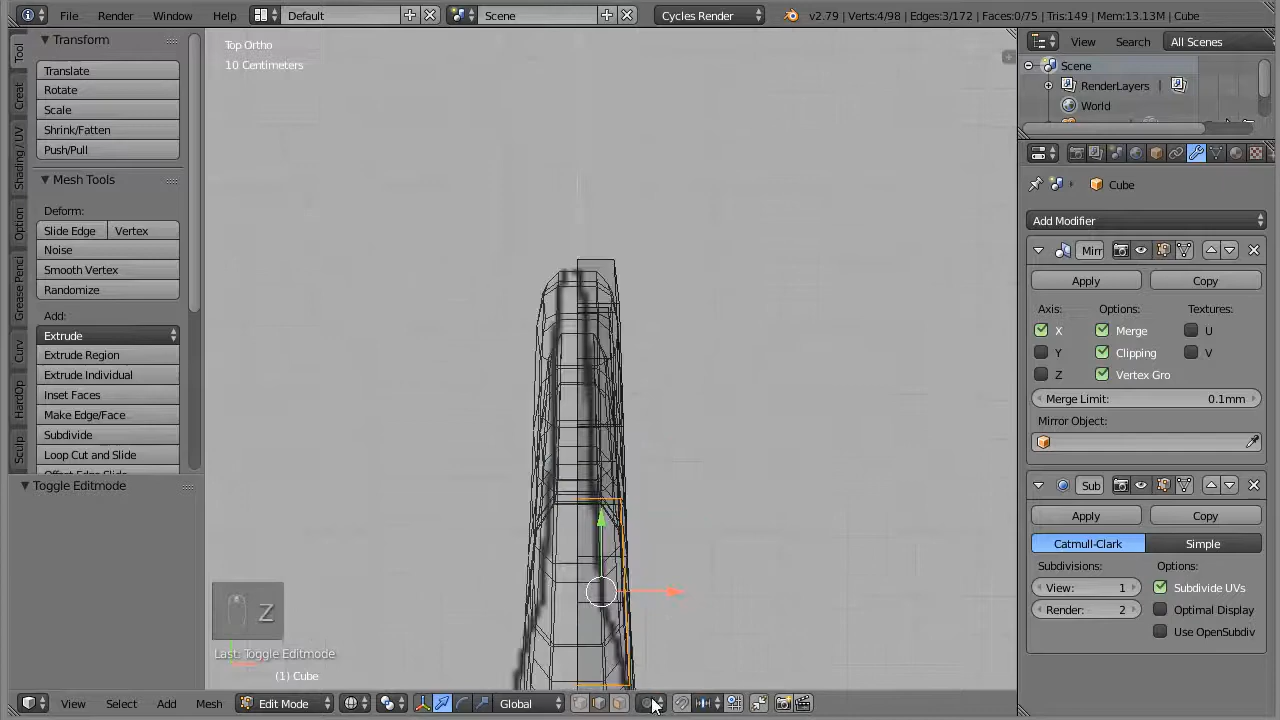 File Render Window Help Default Scene Cycles Render v2.79 | Verts:4/98 | Edges:3/172 | Faces:0/75 | Tris:149 | Mem:13.13M | Cube
Transform
Translate
Rotate
Scale
Shrink/Fatten
Push/Pull
Mesh Tools
Deform:
Slide Edge Vertex
Noise
Smooth Vertex
Randomize
Add:
Extrude
Extrude Region
Extrude Individual
Inset Faces
Make Edge/Face
Subdivide
Loop Cut and Slide
Offset Edge Slide
Toggle Editmode
Tool
Creat
Shading / UV
Option
Grease Penci
Curv
HardOp
Sculp
Top Ortho
10 Centimeters
Z
Last: Toggle Editmode
(1) Cube
View Select Add Mesh Edit Mode Global
View Search All Scenes
Scene
RenderLayers |
World
Cube
Add Modifier
Mirr
Apply Copy
Axis: Options: Textures:
X Merge U
Y Clipping V
Z Vertex Gro
Merge Limit: 0.1mm
Mirror Object:
Sub
Apply Copy
Catmull-Clark Simple
Subdivisions: Options:
View: 1 Subdivide UVs
Render: 2 Optimal Display
Use OpenSubdiv